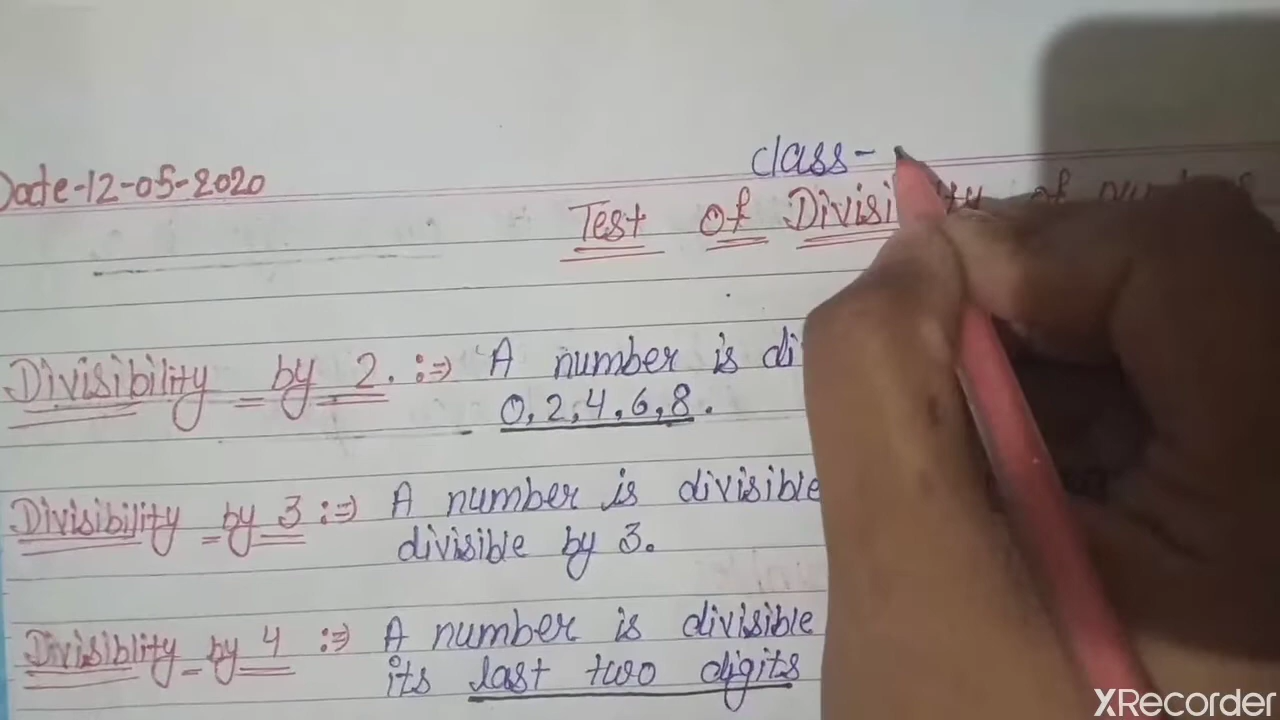 Date-12-05-2020
Class-
Test of Divisi
Divisibility by 2. :⇒ A number is di
0, 2, 4, 6, 8.
Divisibility by 3 :⇒ A number is divisible
divisible by 3.
Divisiblity by 4 :⇒ A number is divisible
its last two digits
XRecorder